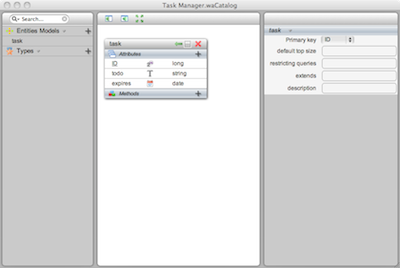 Task Manager.waCatalog
Search...
Entities Models
task
Types
task
Attributes
ID long
todo string
expires date
Methods
task
Primary key ID
default top size
restricting queries
extends
description